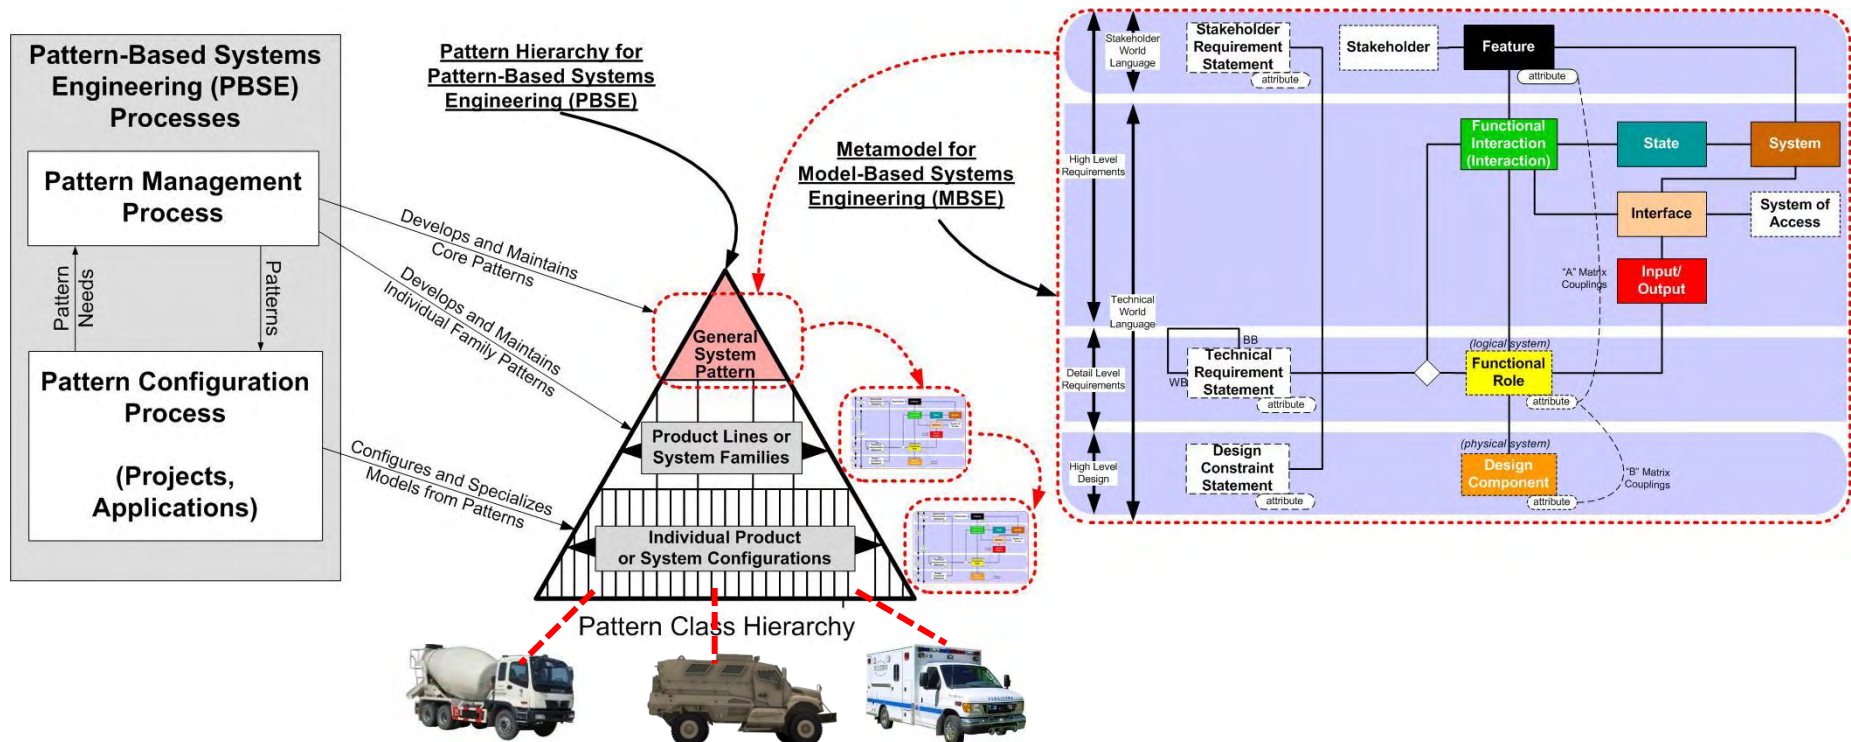 Pattern-Based Systems
Engineering (PBSE)
Processes
Pattern Management
Process
Pattern
Needs
Patterns
Pattern Configuration
Process
(Projects,
Applications)
Pattern Hierarchy for
Pattern-Based Systems
Engineering (PBSE)
Metamodel for
Model-Based Systems
Engineering (MBSE)
Develops and Maintains
Core Patterns
Develops and Maintains
Individual Family Patterns
Configures and Specializes
Models from Patterns
General
System
Pattern
Product Lines or
System Families
Individual Product
or System Configurations
Pattern Class Hierarchy
Stakeholder
World
Language
High Level
Requirements
Technical
World
Language
Detail Level
Requirements
High Level
Design
Stakeholder
Requirement
Statement
attribute
Stakeholder
Feature
attribute
Functional
Interaction
(Interaction)
State
System
Interface
System of
Access
"A" Matrix
Couplings
Input/
Output
BB
WB
Technical
Requirement
Statement
attribute
(logical system)
Functional
Role
attribute
Design
Constraint
Statement
attribute
(physical system)
Design
Component
attribute
"B" Matrix
Couplings